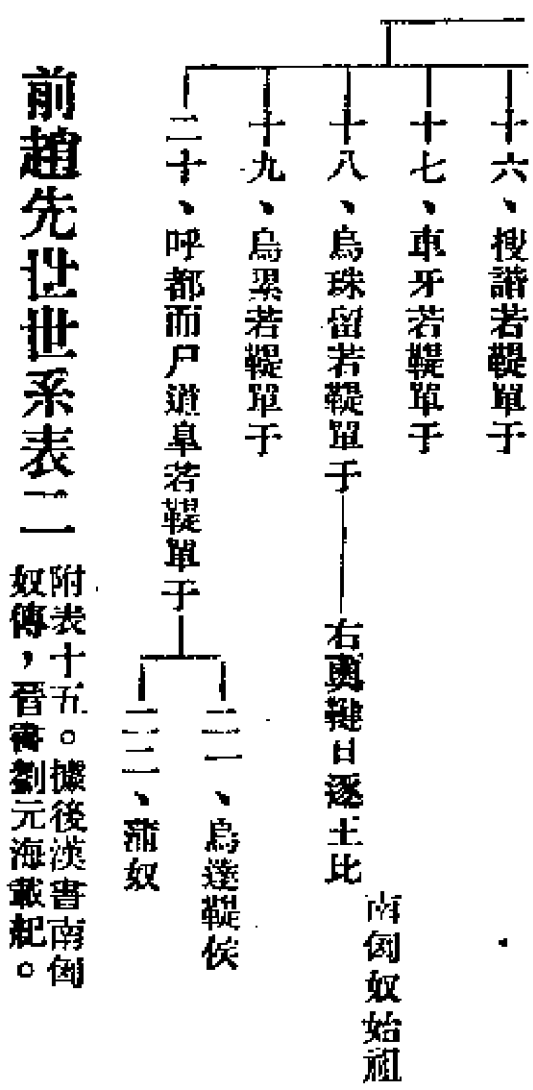 十六、搜諧若鞮單于
十七、車牙若鞮單于
十八、烏珠留若鞮單于
右奧鞬日逐王比
南匈奴始祖
十九、烏累若鞮單于
二十、呼都而尸道皐若鞮單于
二一、烏達鞮侯
二二、蒲奴
前趙先世世系表二
附表十五。據後漢書南匈
奴傳，晉書劉元海載紀。